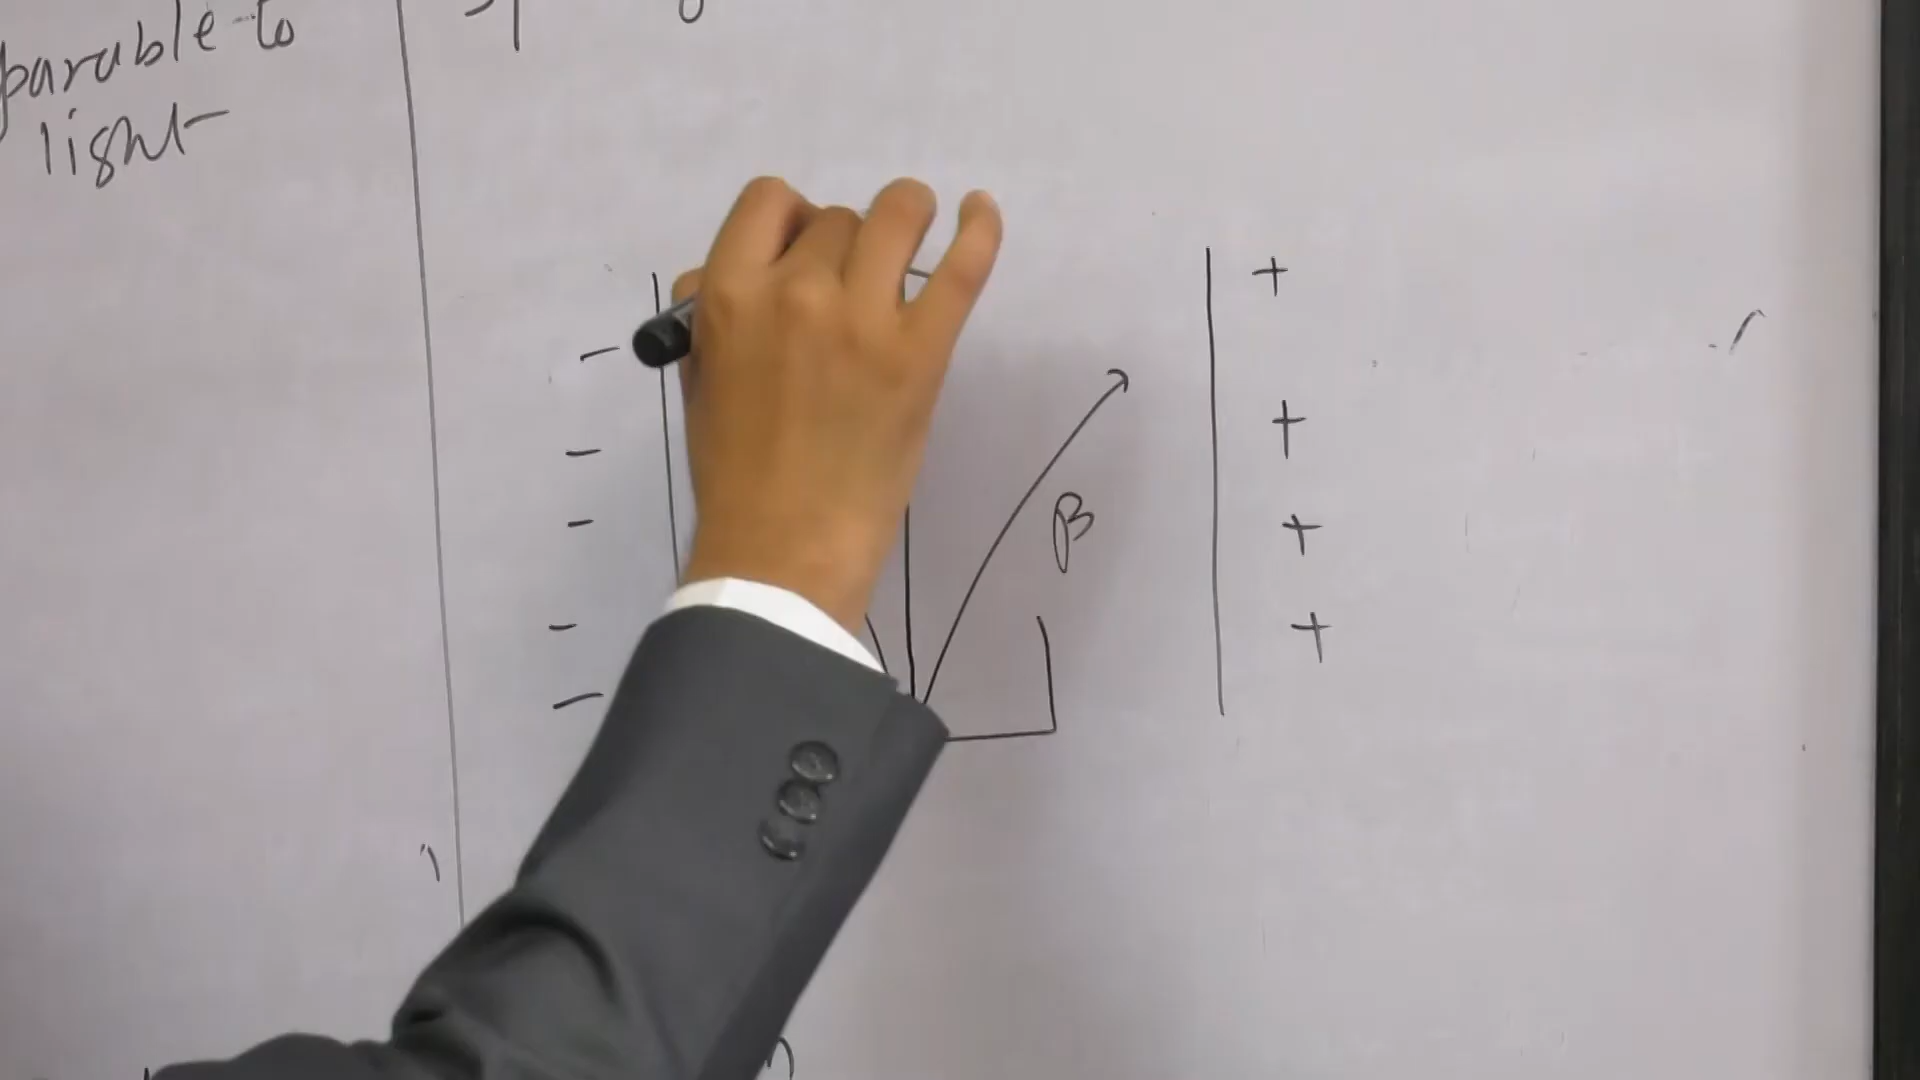 parable to
light
β
- - - - -
+ + + +